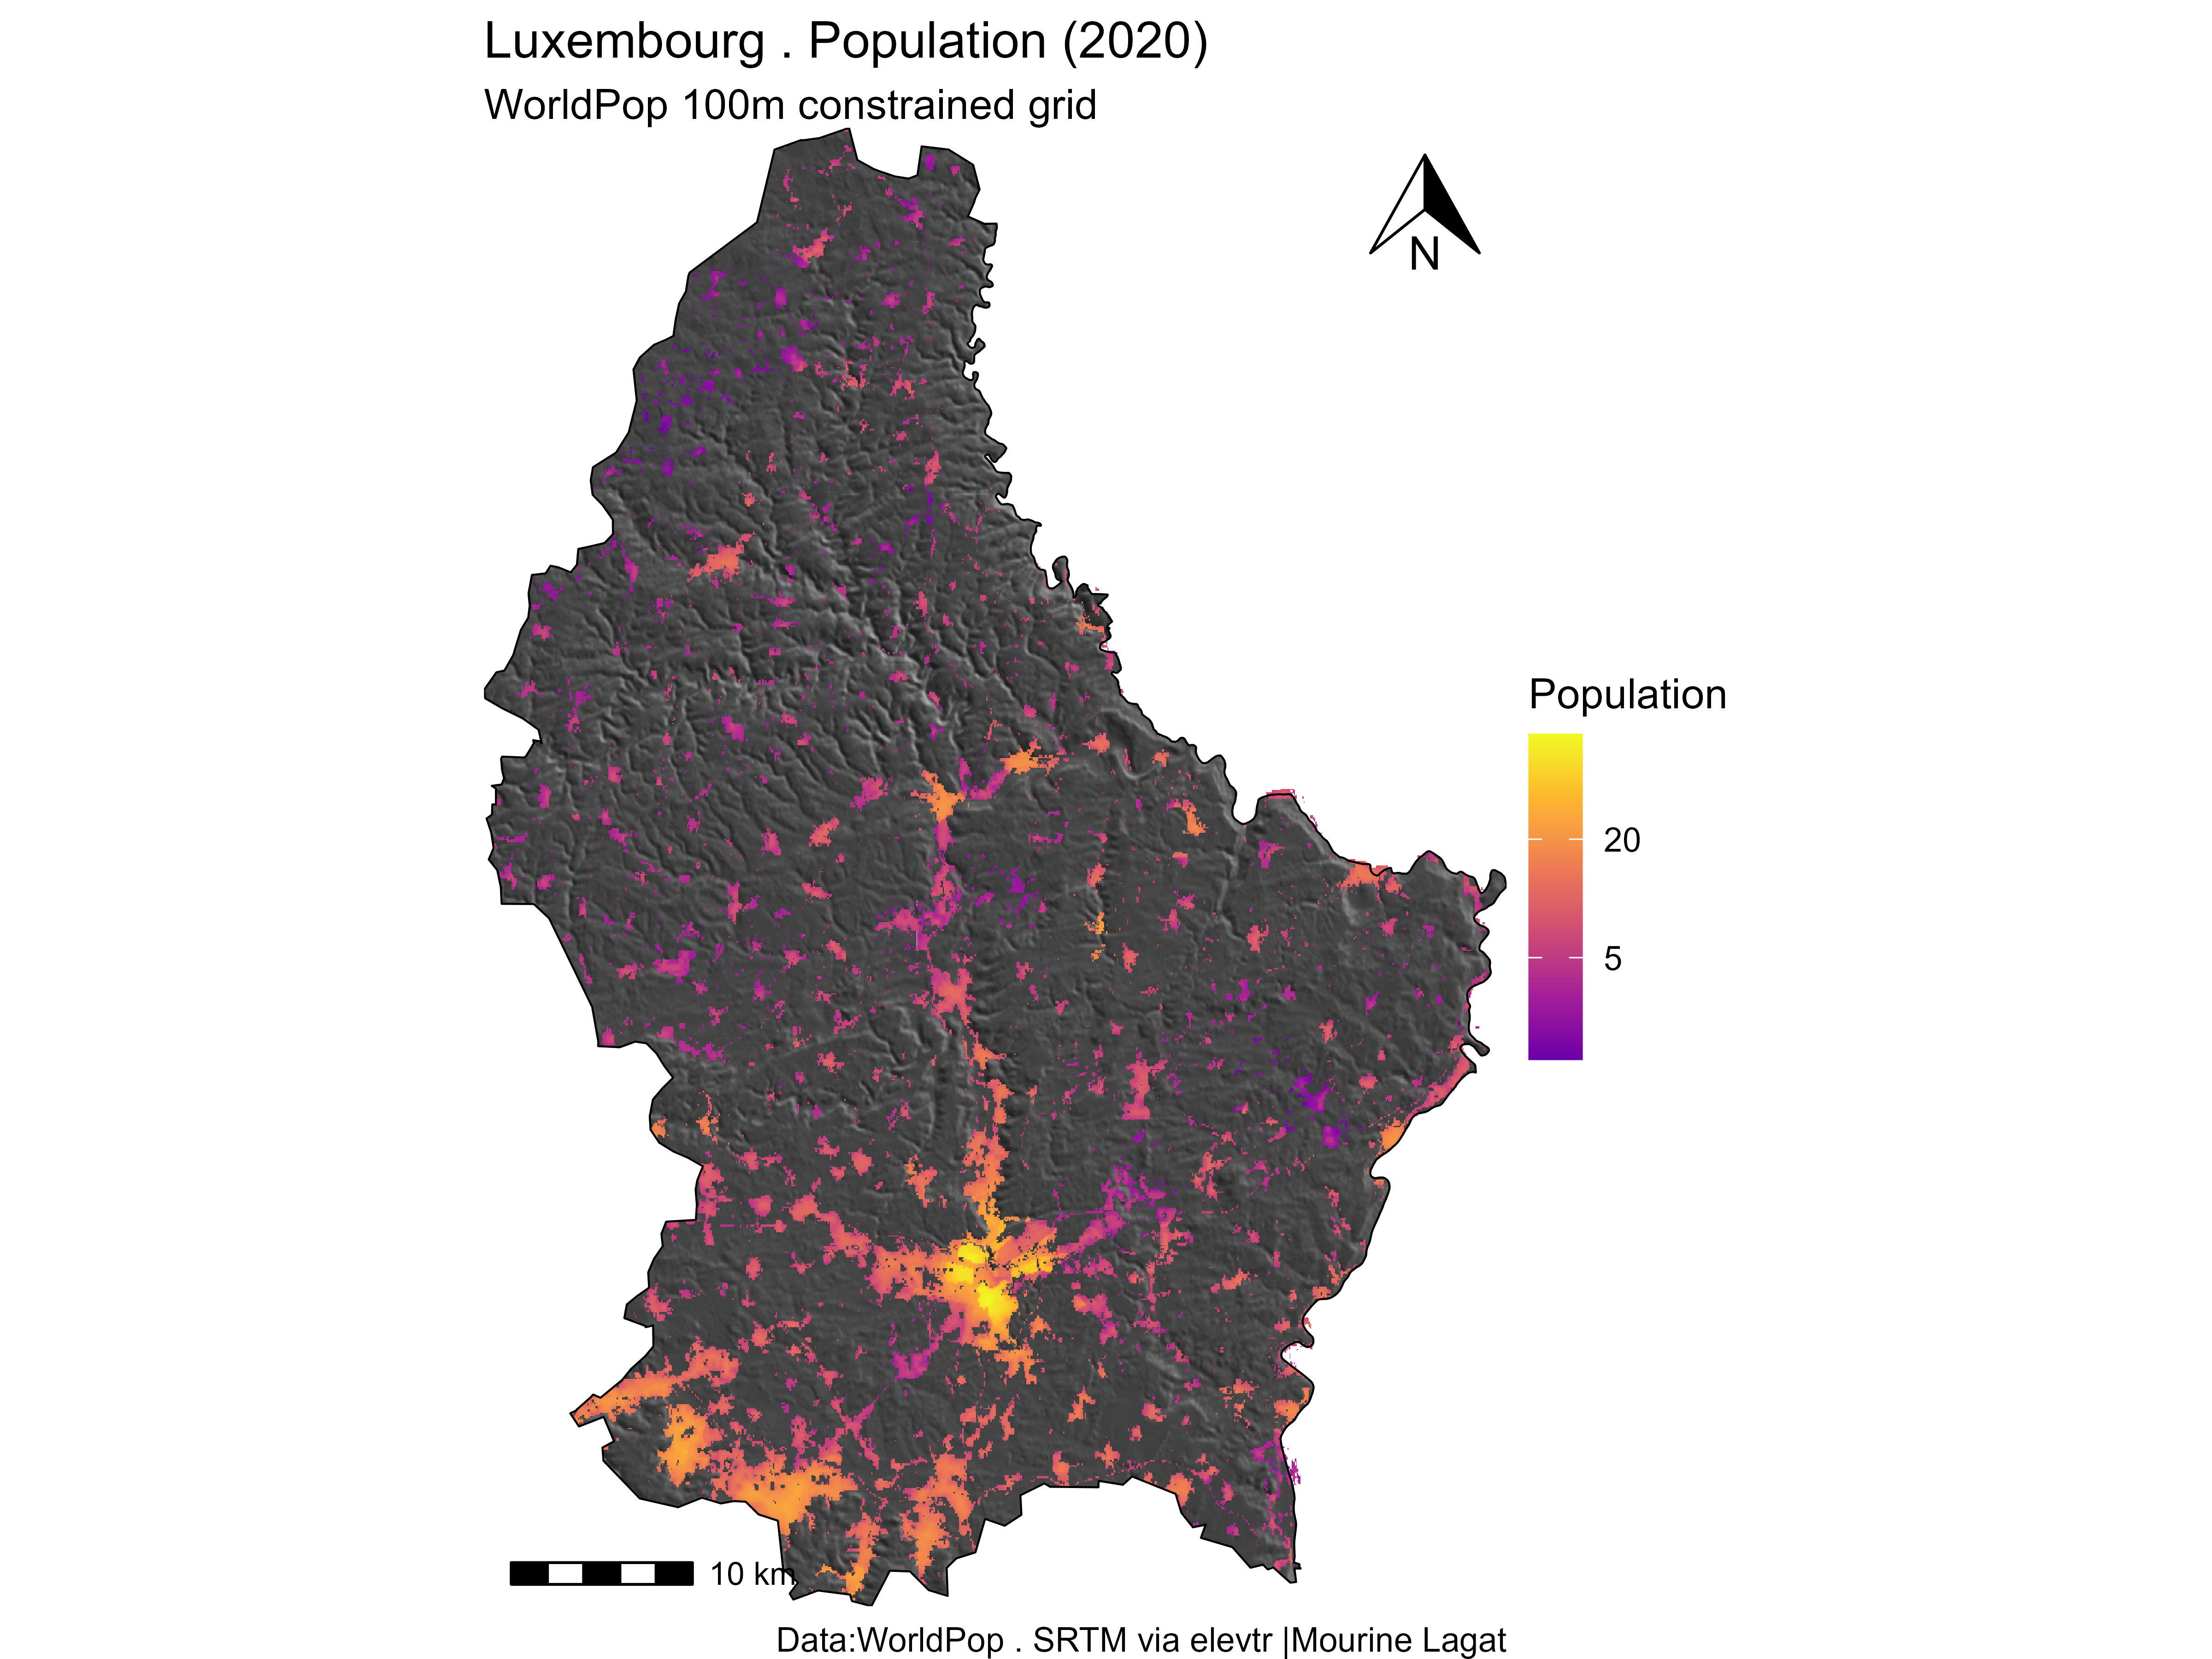 Luxembourg . Population (2020)
WorldPop 100m constrained grid
N
Population
20
5
10 km
Data:WorldPop . SRTM via elevtr |Mourine Lagat